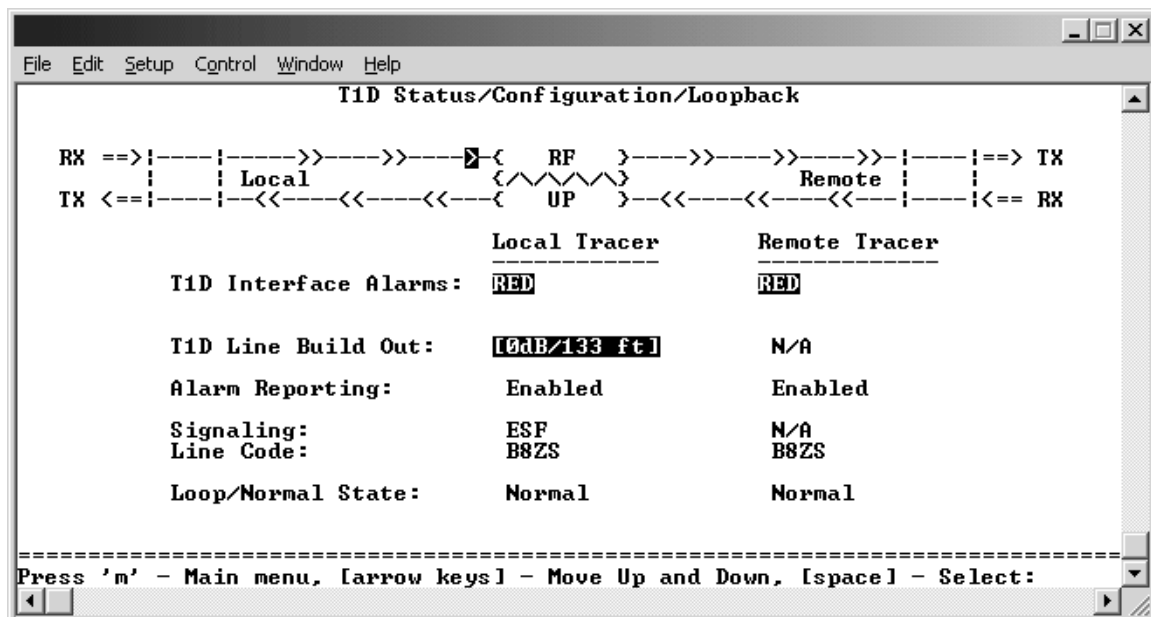 File Edit Setup Control Window Help
T1D Status/Configuration/Loopback
RX ==>|----|----->>---->>----->-{ RF }---->>---->>----->>-|----|==> TX
| | Local {/\/\/\/\} Remote | |
TX <==|----|--<<----<<----<<---{ UP }--<<----<<----<<---|----|<== RX
Local Tracer Remote Tracer
------------ -------------
T1D Interface Alarms: RED RED
T1D Line Build Out: [0dB/133 ft] N/A
Alarm Reporting: Enabled Enabled
Signaling: ESF N/A
Line Code: B8ZS B8ZS
Loop/Normal State: Normal Normal
===============================================================================
Press 'm' - Main menu, [arrow keys] - Move Up and Down, [space] - Select: